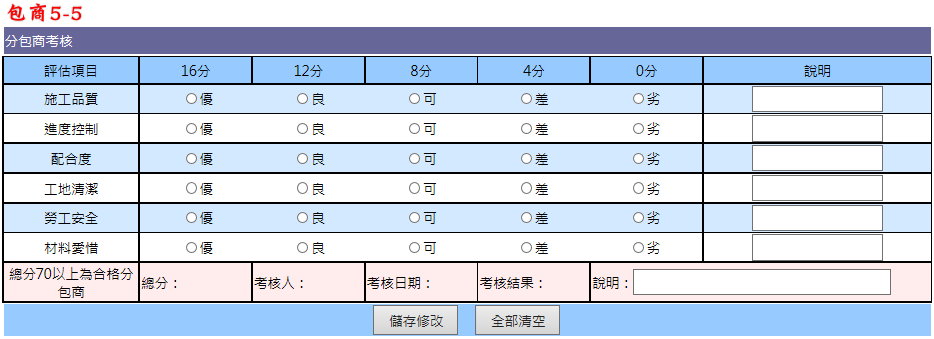 包商5-5
分包商考核
評估項目 16分 12分 8分 4分 0分 說明
施工品質 優 良 可 差 劣
進度控制 優 良 可 差 劣
配合度 優 良 可 差 劣
工地清潔 優 良 可 差 劣
勞工安全 優 良 可 差 劣
材料愛惜 優 良 可 差 劣
總分70以上為合格分
包商
總分： 考核人： 考核日期： 考核結果： 說明：
儲存修改 全部清空